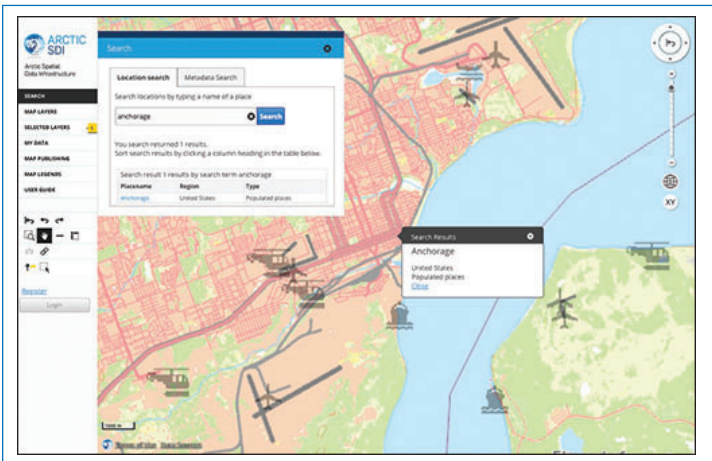 ARCTIC
SDI
Arctic Spatial
Data Infrastructure
SEARCH
MAP LAYERS
SELECTED LAYERS
MY DATA
MAP PUBLISHING
MAP LEGENDS
USER GUIDE
Register
Login
Search
Location search
Metadata Search
Search locations by typing a name of a place
anchorage
Search
You search returned 1 results.
Sort search results by clicking a column heading in the table below.
Search result 1 results by search term anchorage
Placename Region Type
Anchorage United States Populated places
Search Results
Anchorage
United States
Populated places
Close
XY
1000 m
Terms of Use Data Sources